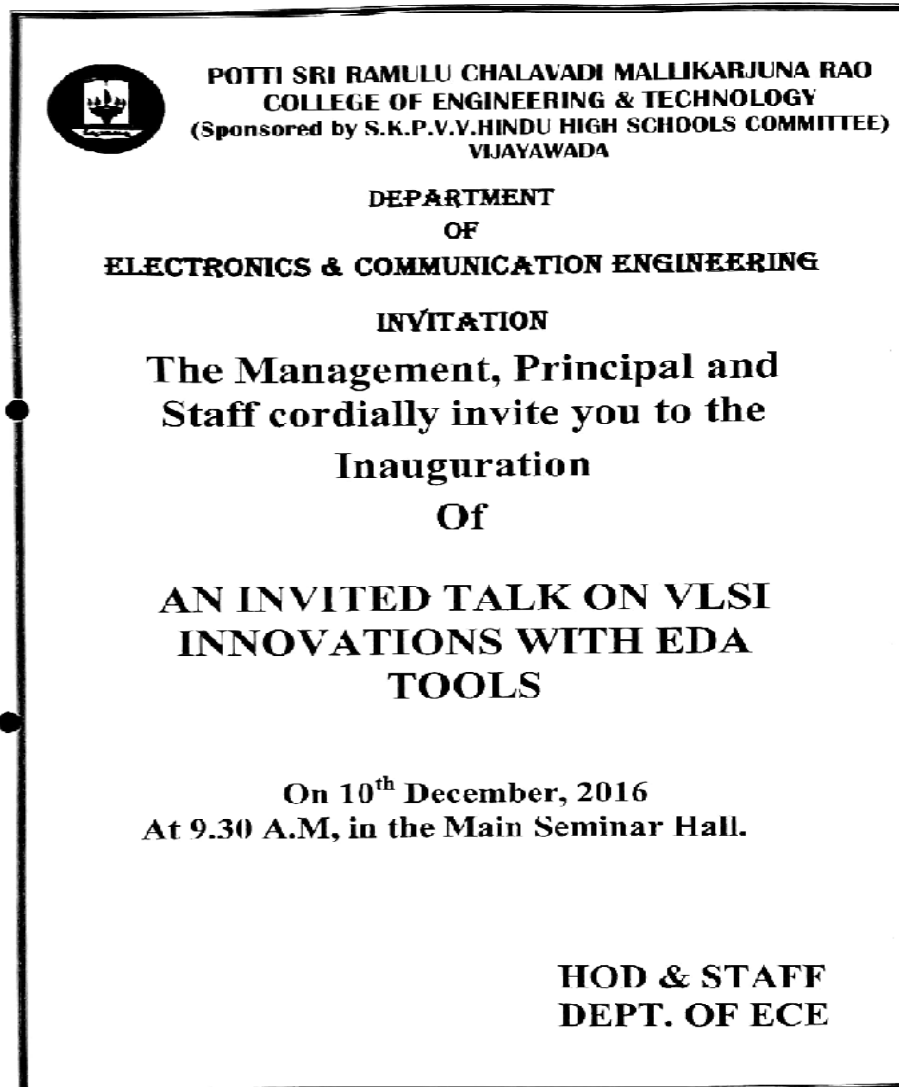 POTTI SRI RAMULU CHALAVADI MALLIKARJUNA RAO
COLLEGE OF ENGINEERING & TECHNOLOGY
(Sponsored by S.K.P.V.V.HINDU HIGH SCHOOLS COMMITTEE)
VIJAYAWADA
DEPARTMENT
OF
ELECTRONICS & COMMUNICATION ENGINEERING
INVITATION
The Management, Principal and
Staff cordially invite you to the
Inauguration
Of
AN INVITED TALK ON VLSI
INNOVATIONS WITH EDA
TOOLS
On 10th December, 2016
At 9.30 A.M, in the Main Seminar Hall.
HOD & STAFF
DEPT. OF ECE